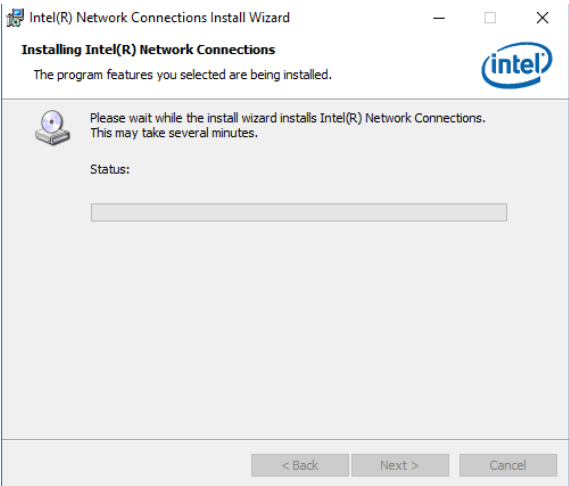 Intel(R) Network Connections Install Wizard
Installing Intel(R) Network Connections
The program features you selected are being installed.
intel
Please wait while the install wizard installs Intel(R) Network Connections.
This may take several minutes.
Status:
< Back Next > Cancel